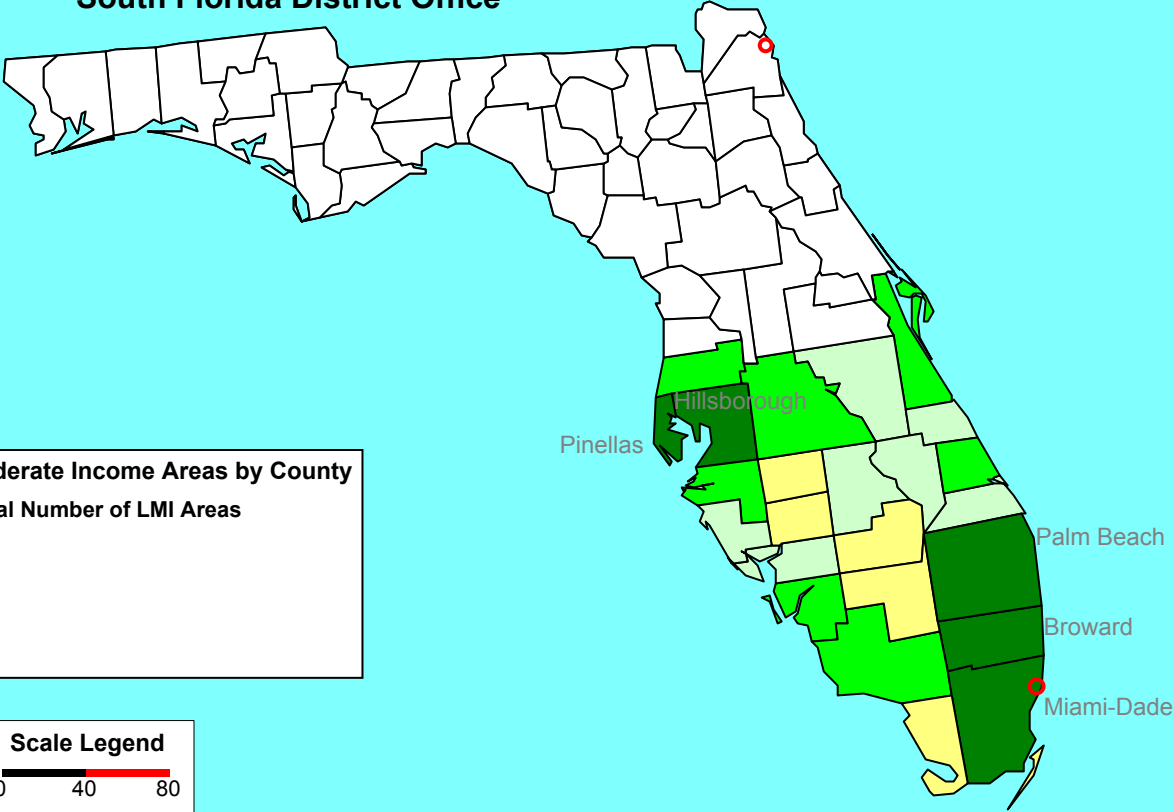 South Florida District Office
Hillsborough
Pinellas
derate Income Areas by County
al Number of LMI Areas
Palm Beach
Broward
Miami-Dade
Scale Legend
0 40 80